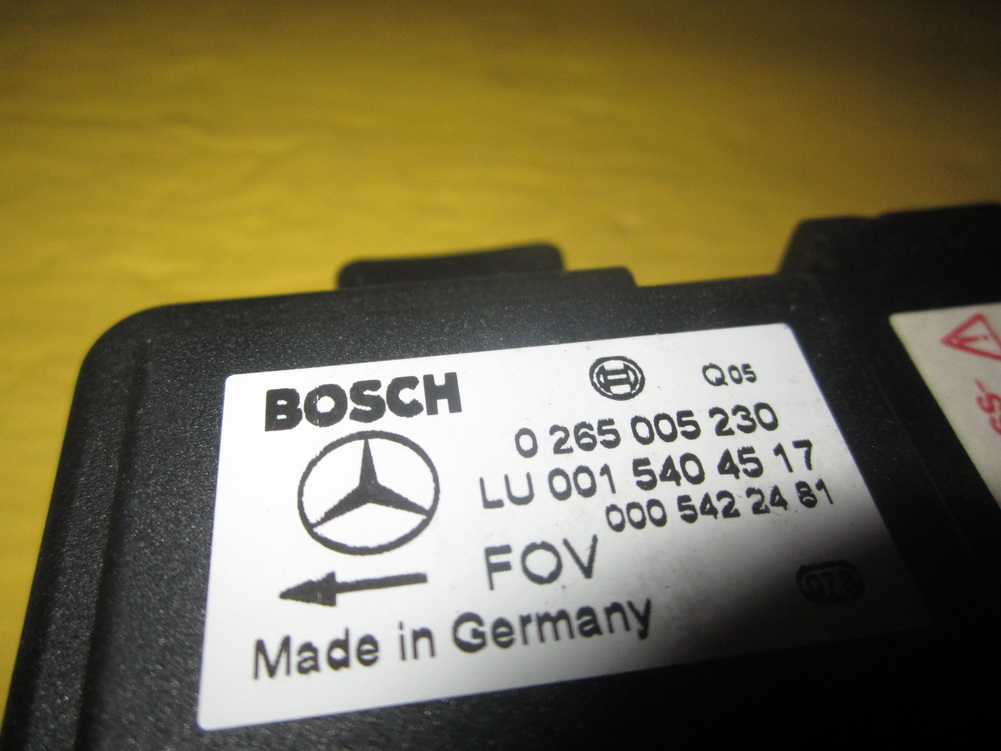 BOSCH
Q05
0 265 005 230
LU 001 540 45 17
000 542 24 81
FOV
Made in Germany